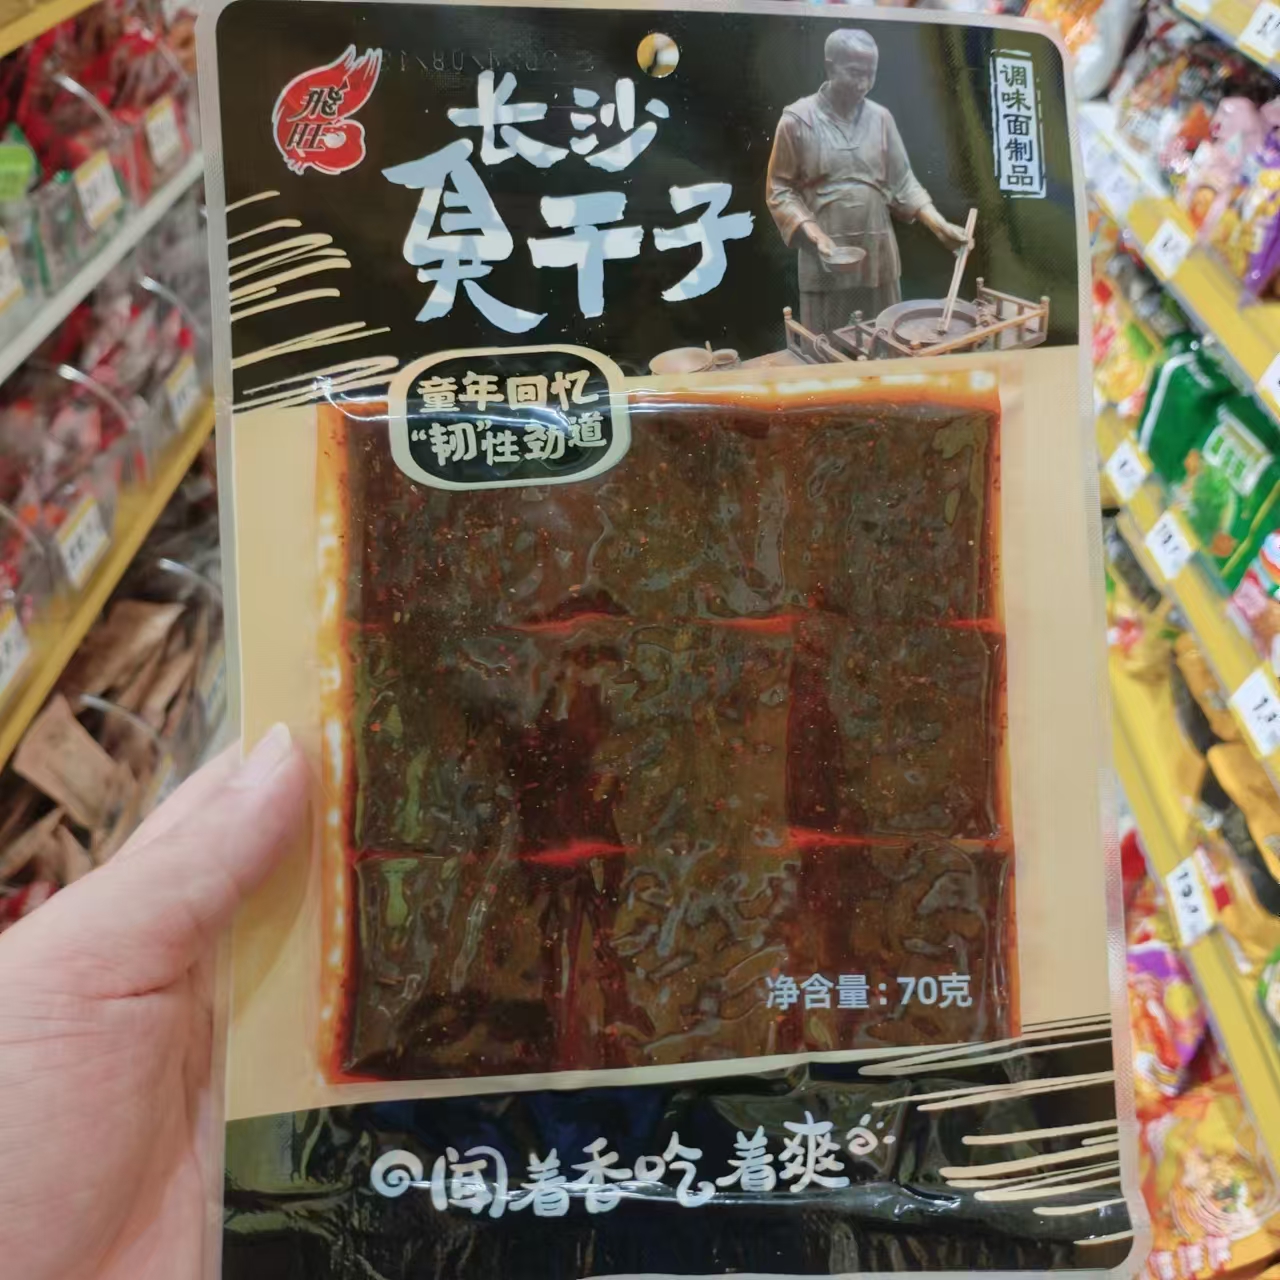 飛旺
长沙
臭干子
调味面制品
童年回忆
“韧”性劲道
净含量：70克
闻着香吃着爽